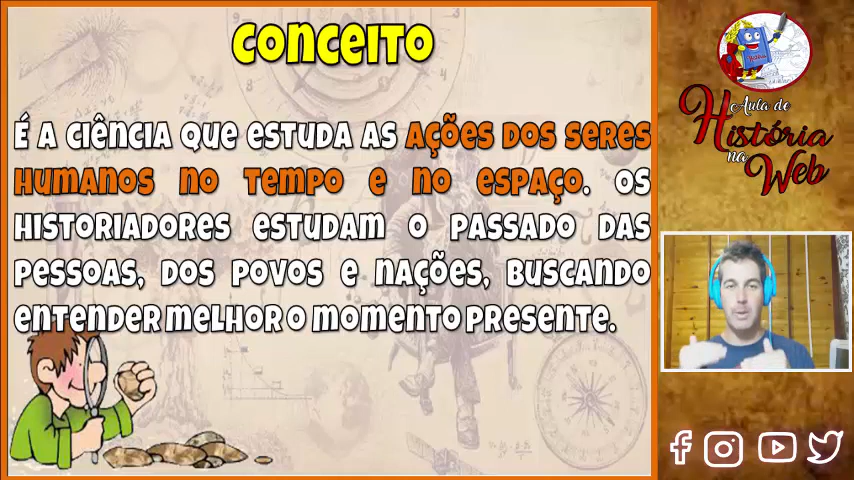 Conceito
É a ciência que estuda as ações dos seres
humanos no tempo e no espaço. Os
historiadores estudam o passado das
pessoas, dos povos e nações, buscando
entender melhor o momento presente.
Aula de
História
na
Web